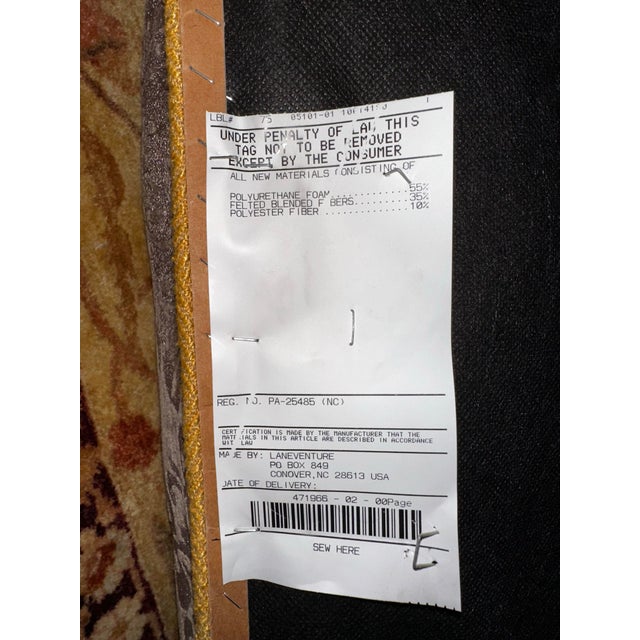 LBL# 75 05101-01
UNDER PENALTY OF LAW THIS
TAG NOT TO BE REMOVED
EXCEPT BY THE CONSUMER
ALL NEW MATERIALS CONSISTING OF
POLYURETHANE FOAM..................55%
FELTED BLENDED FIBERS.........35%
POLYESTER FIBER ...............10%
REG. NO. PA-25485 (NC)
CERTIFICATION IS MADE BY THE MANUFACTURER THAT THE
MATERIALS IN THIS ARTICLE ARE DESCRIBED IN ACCORDANCE
WITH LAW
MADE BY: LANEVENTURE
PO BOX 849
CONOVER,NC 28613 USA
DATE OF DELIVERY:
471966 - 02 - 00Page
SEW HERE